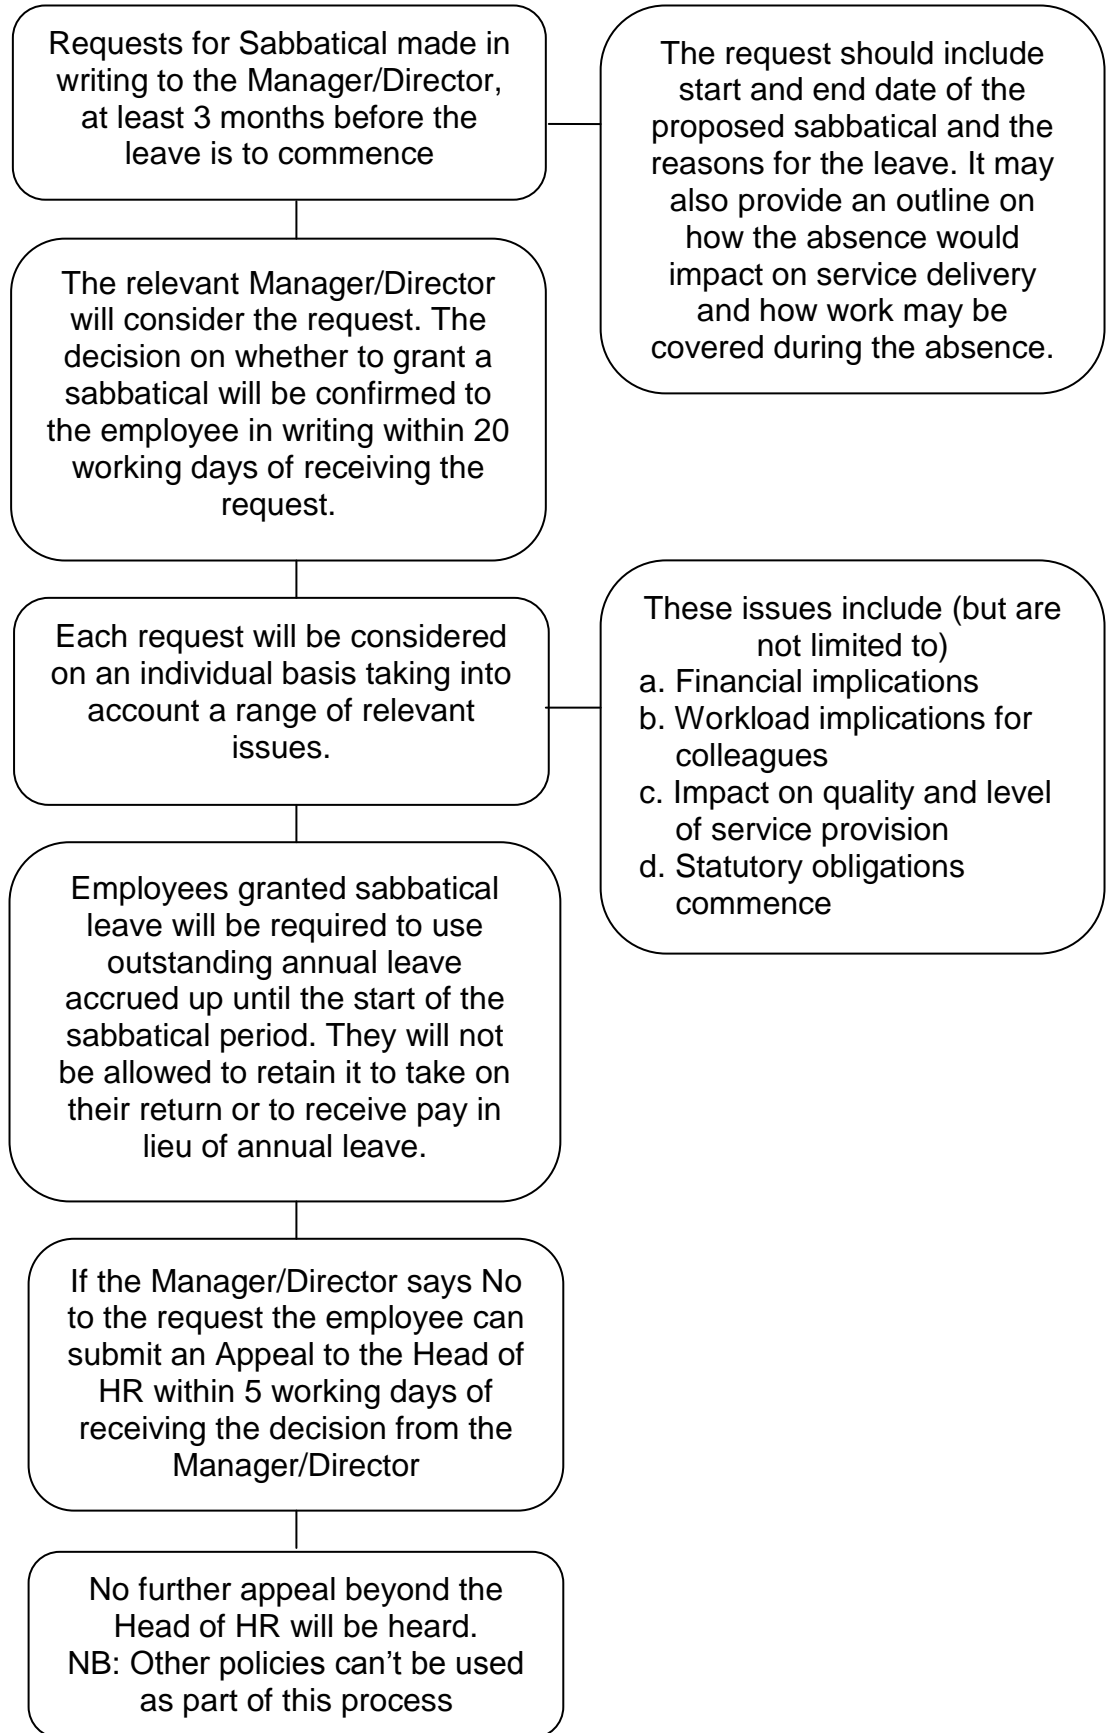 Requests for Sabbatical made in
writing to the Manager/Director,
at least 3 months before the
leave is to commence
The request should include
start and end date of the
proposed sabbatical and the
reasons for the leave. It may
also provide an outline on
how the absence would
impact on service delivery
and how work may be
covered during the absence.
The relevant Manager/Director
will consider the request. The
decision on whether to grant a
sabbatical will be confirmed to
the employee in writing within 20
working days of receiving the
request.
Each request will be considered
on an individual basis taking into
account a range of relevant
issues.
These issues include (but are
not limited to)
a. Financial implications
b. Workload implications for
colleagues
c. Impact on quality and level
of service provision
d. Statutory obligations
commence
Employees granted sabbatical
leave will be required to use
outstanding annual leave
accrued up until the start of the
sabbatical period. They will not
be allowed to retain it to take on
their return or to receive pay in
lieu of annual leave.
If the Manager/Director says No
to the request the employee can
submit an Appeal to the Head of
HR within 5 working days of
receiving the decision from the
Manager/Director
No further appeal beyond the
Head of HR will be heard.
NB: Other policies can't be used
as part of this process